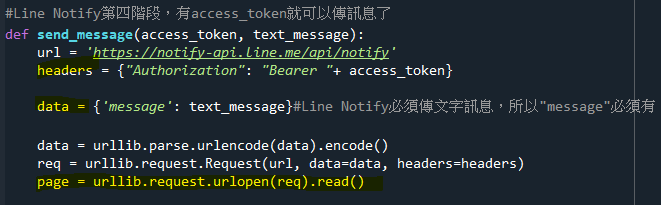 #Line Notify第四階段，有access_token就可以傳訊息了
def send_message(access_token, text_message):
url = 'https://notify-api.line.me/api/notify'
headers = {"Authorization": "Bearer "+ access_token}
data = {'message': text_message}#Line Notify必須傳文字訊息，所以"message"必須有
data = urllib.parse.urlencode(data).encode()
req = urllib.request.Request(url, data=data, headers=headers)
page = urllib.request.urlopen(req).read()